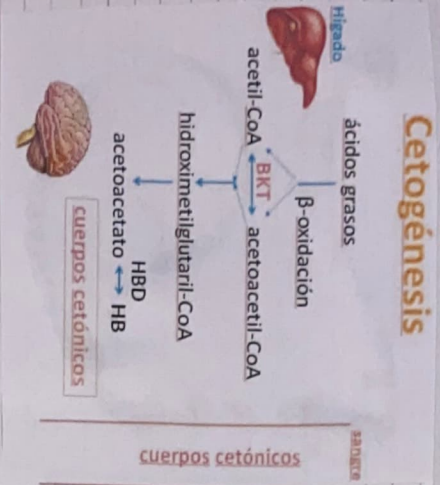 Cetogénesis
Hígado
ácidos grasos
β-oxidación
acetil-CoA BKT acetoacetil-CoA
hidroximetilglutaril-CoA
HBD
acetoacetato HB
cuerpos cetónicos
sangre
cuerpos cetónicos